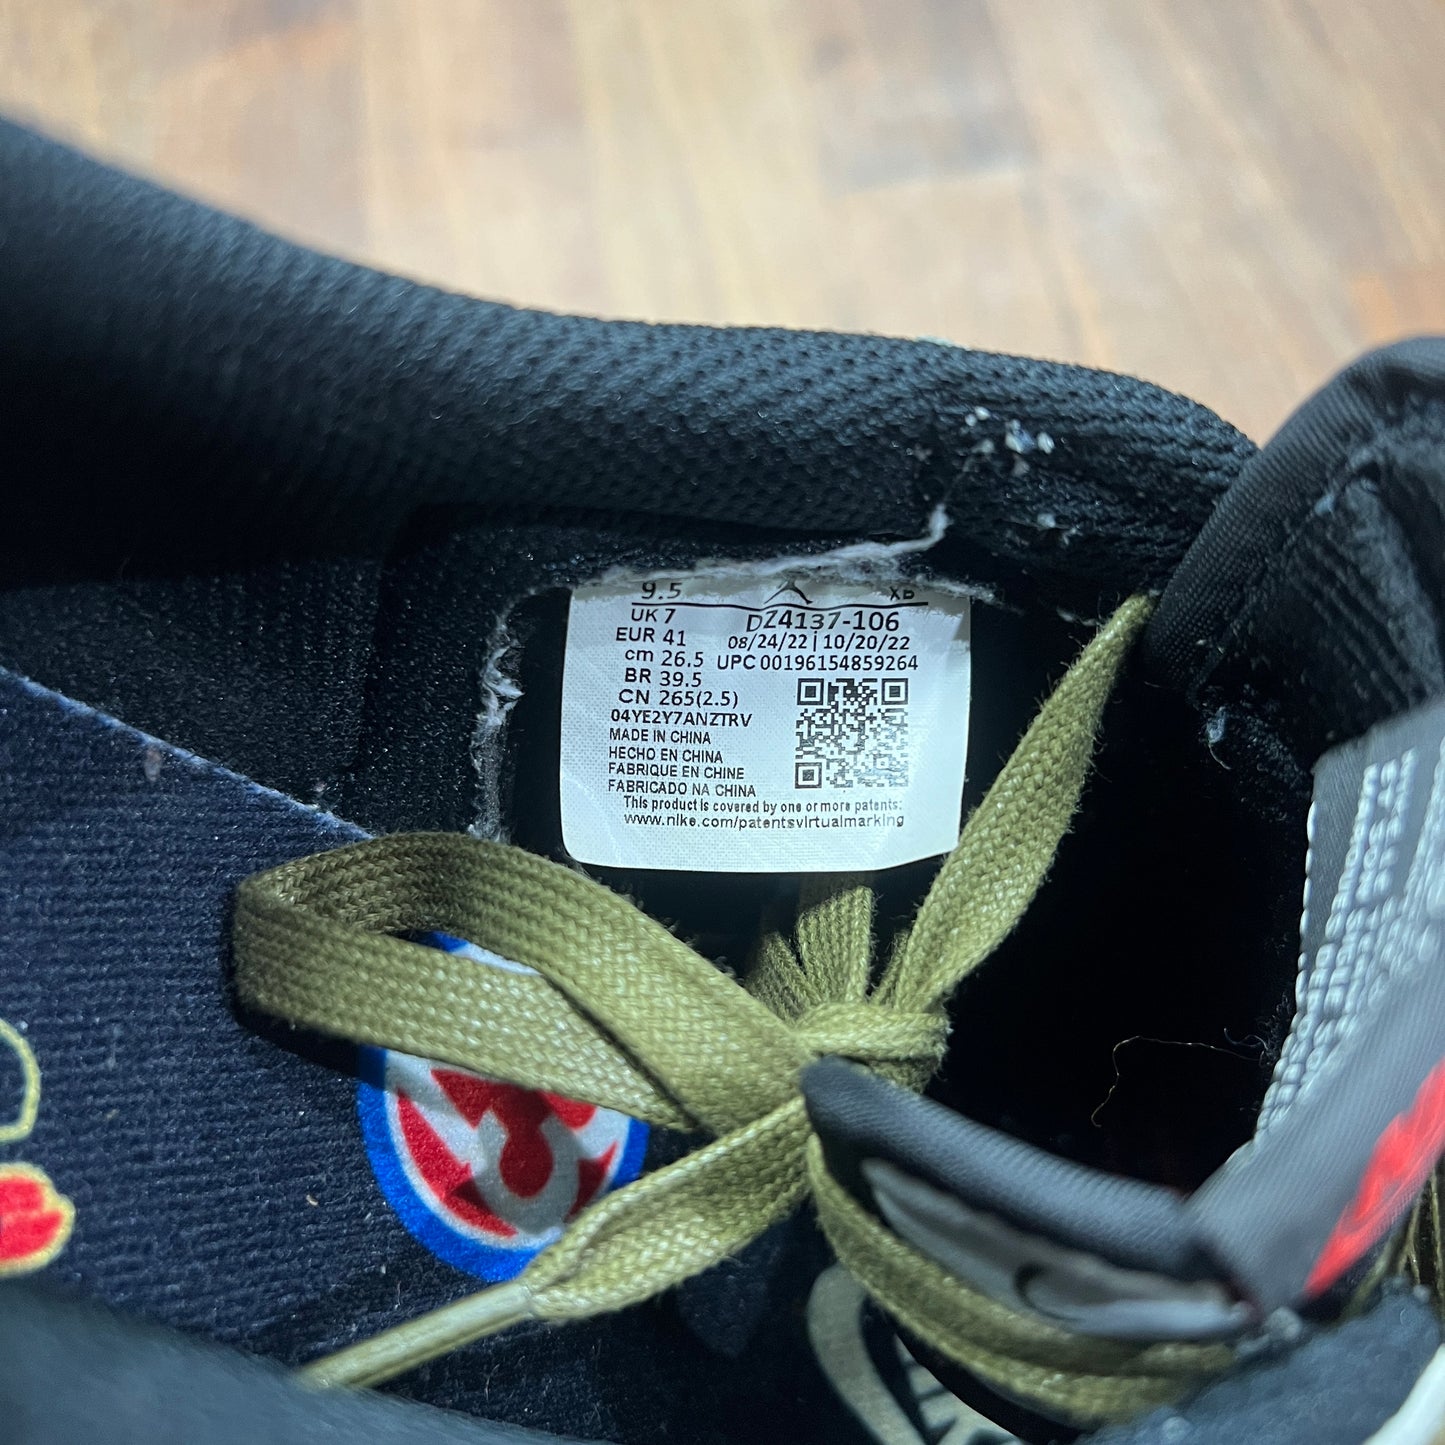 9.5 XB
UK 7 DZ4137-106
EUR 41 08/24/22 | 10/20/22
cm 26.5 UPC 00196154859264
BR 39.5
CN 265(2.5)
04YE2Y7ANZTRV
MADE IN CHINA
HECHO EN CHINA
FABRIQUE EN CHINE
FABRICADO NA CHINA
This product is covered by one or more patents:
www.nike.com/patentsvirtualmarking